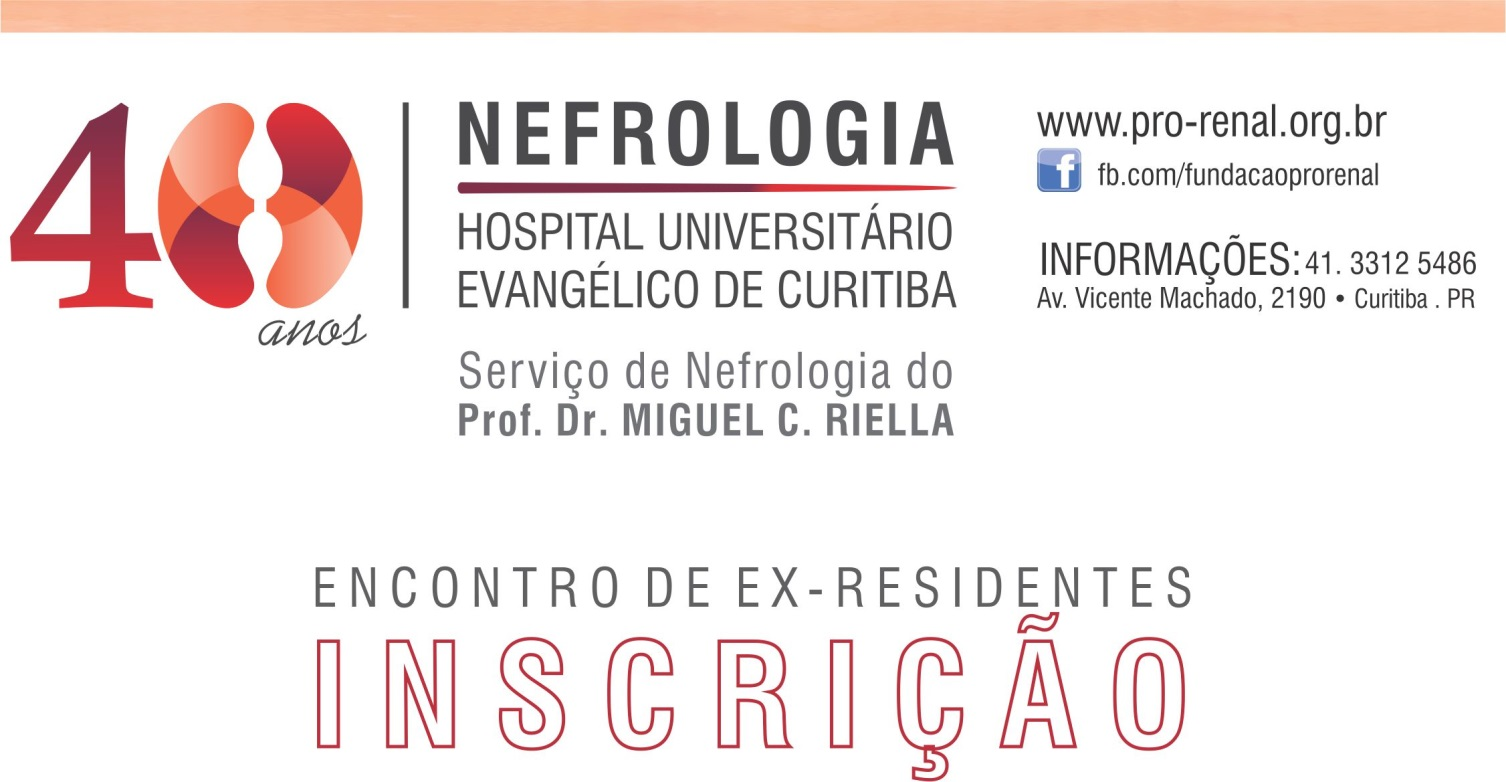 40
anos
NEFROLOGIA
HOSPITAL UNIVERSITÁRIO
EVANGÉLICO DE CURITIBA
Serviço de Nefrologia do
Prof. Dr. MIGUEL C. RIELLA
www.pro-renal.org.br
f fb.com/fundacaoprorenal
INFORMAÇÕES: 41. 3312 5486
Av. Vicente Machado, 2190 • Curitiba . PR
ENCONTRO DE EX-RESIDENTES
INSCRIÇÃO